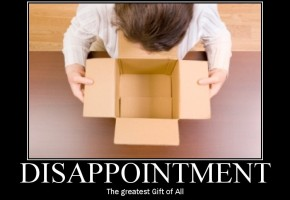 DISAPPOINTMENT
The greatest Gift of All